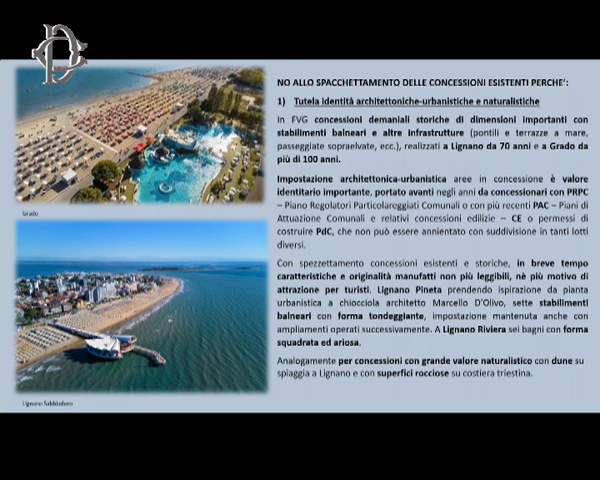 NO ALLO SPACCHETTAMENTO DELLE CONCESSIONI ESISTENTI PERCHE':
1) Tutela identità architettoniche-urbanistiche e naturalistiche
In FVG concessioni demaniali storiche di dimensioni importanti con
stabilimenti balneari e altre infrastrutture (pontili e terrazze a mare,
passeggiate sopraelvate, ecc.), realizzati a Lignano da 70 anni e a Grado da
più di 100 anni.
Impostazione architettonica-urbanistica aree in concessione è valore
identitario importante, portato avanti negli anni da concessionari con PRPC
– Piano Regolatori Particolareggiati Comunali o con più recenti PAC – Piani di
Attuazione Comunali e relativi concessioni edilizie – CE o permessi di
costruire PdC, che non può essere annientato con suddivisione in tanti lotti
diversi.
Con spezzettamento concessioni esistenti e storiche, in breve tempo
caratteristiche e originalità manufatti non più leggibili, nè più motivo di
attrazione per turisti. Lignano Pineta prendendo ispirazione da pianta
urbanistica a chiocciola architetto Marcello D'Olivo, sette stabilimenti
balneari con forma tondeggiante, impostazione mantenuta anche con
ampliamenti operati successivamente. A Lignano Riviera sei bagni con forma
squadrata ed ariosa.
Analogamente per concessioni con grande valore naturalistico con dune su
spiaggia a Lignano e con superfici rocciose su costiera triestina.
Grado
Lignano Sabbiadoro